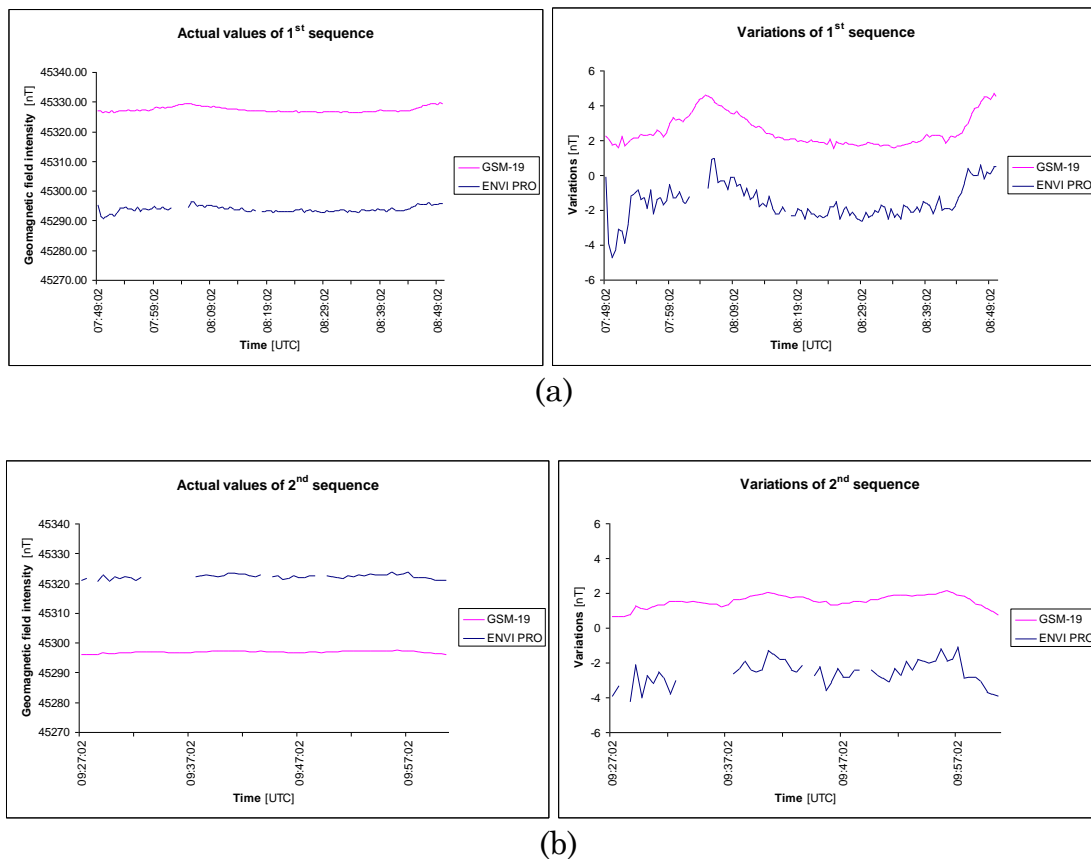 Actual values of 1st sequence
Geomagnetic field intensity [nT]
45340.00
45330.00
45320.00
45310.00
45300.00
45290.00
45280.00
45270.00
07:49:02
07:59:02
08:09:02
08:19:02
08:29:02
08:39:02
08:49:02
Time [UTC]
GSM-19
ENVI PRO
Variations of 1st sequence
Variations [nT]
6
4
2
0
-2
-4
-6
07:49:02
07:59:02
08:09:02
08:19:02
08:29:02
08:39:02
08:49:02
Time [UTC]
GSM-19
ENVI PRO
(a)
Actual values of 2nd sequence
Geomagnetic field intensity [nT]
45340
45330
45320
45310
45300
45290
45280
45270
09:27:02
09:37:02
09:47:02
09:57:02
Time [UTC]
GSM-19
ENVI PRO
Variations of 2nd sequence
Variations [nT]
6
4
2
0
-2
-4
-6
09:27:02
09:37:02
09:47:02
09:57:02
Time [UTC]
GSM-19
ENVI PRO
(b)